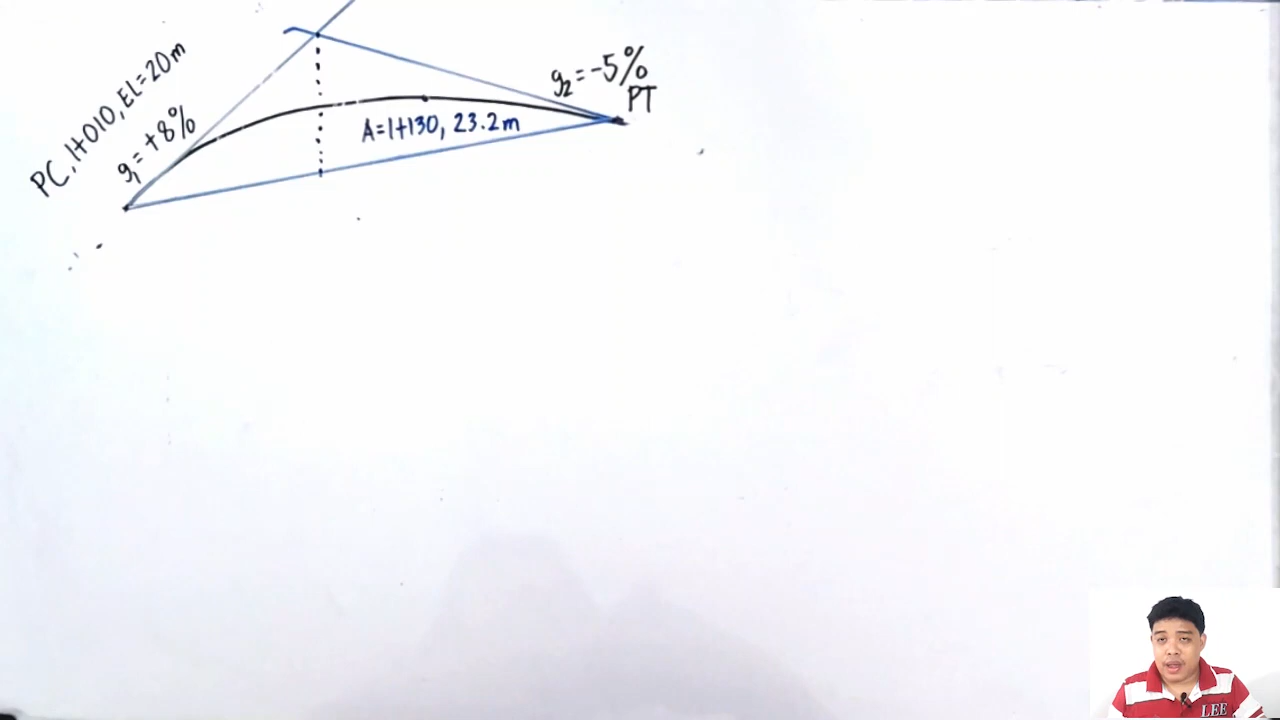 PC, 1+010, EL=20m
g₁ = +8%
A=1+130, 23.2m
g₂ = -5%
PT
LEE